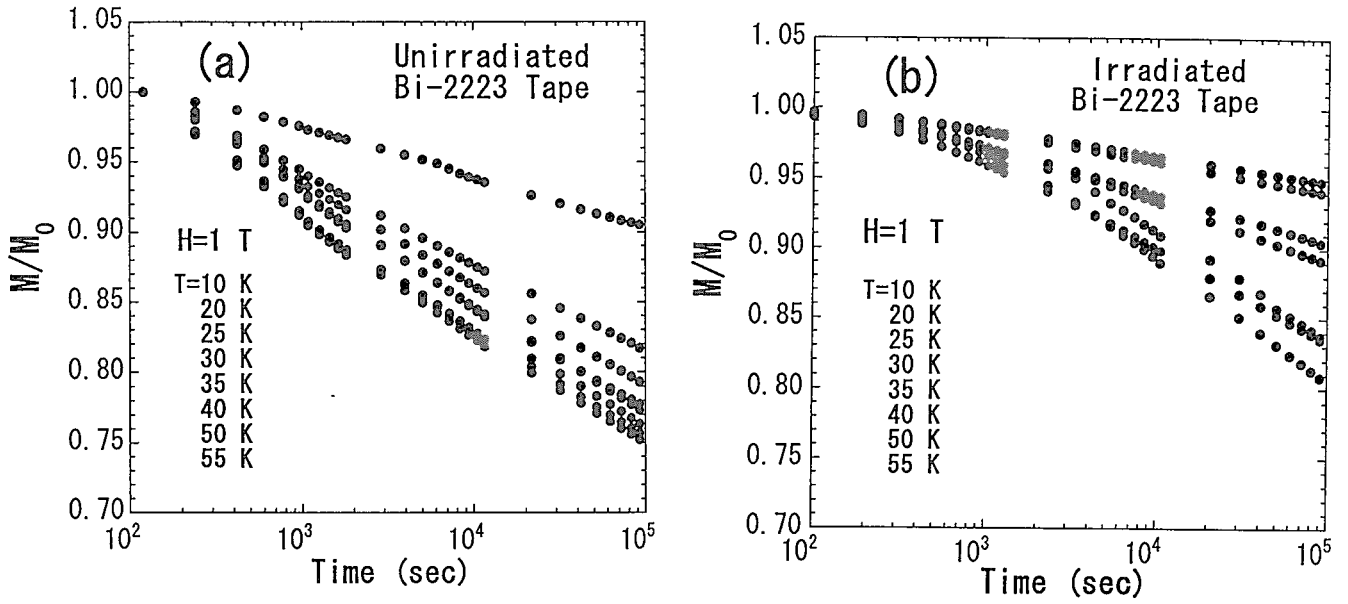 (a)
Unirradiated
Bi-2223 Tape
1.05
1.00
0.95
0.90
0.85
0.80
0.75
0.70
M/M0
H=1 T
T=10 K
20 K
25 K
30 K
35 K
40 K
50 K
55 K
10^2
10^3
10^4
10^5
Time (sec)
(b)
Irradiated
Bi-2223 Tape
1.05
1.00
0.95
0.90
0.85
0.80
0.75
0.70
M/M0
H=1 T
T=10 K
20 K
25 K
30 K
35 K
40 K
50 K
55 K
10^2
10^3
10^4
10^5
Time (sec)